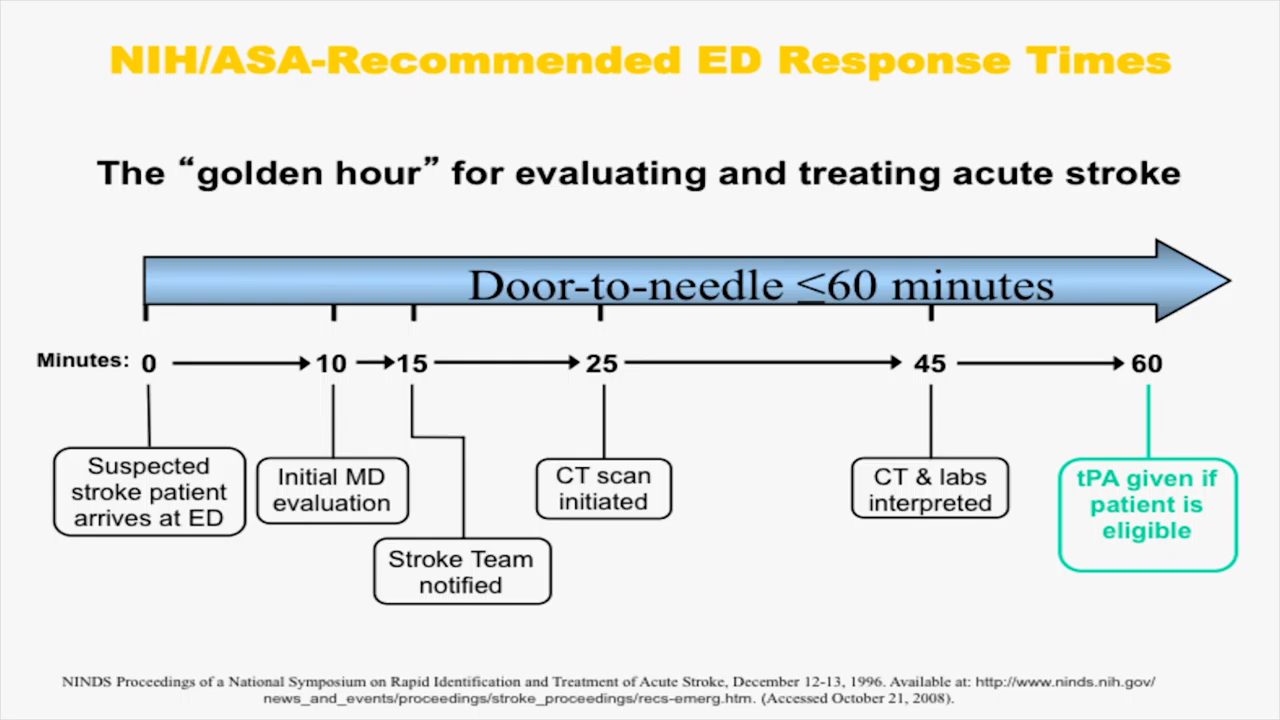 NIH/ASA-Recommended ED Response Times
The “golden hour” for evaluating and treating acute stroke
Door-to-needle ≤60 minutes
Minutes: 0 10 15 25 45 60
Suspected
stroke patient
arrives at ED
Initial MD
evaluation
Stroke Team
notified
CT scan
initiated
CT & labs
interpreted
tPA given if
patient is
eligible
NINDS Proceedings of a National Symposium on Rapid Identification and Treatment of Acute Stroke, December 12-13, 1996. Available at: http://www.ninds.nih.gov/
news_and_events/proceedings/stroke_proceedings/recs-emerg.htm. (Accessed October 21, 2008).